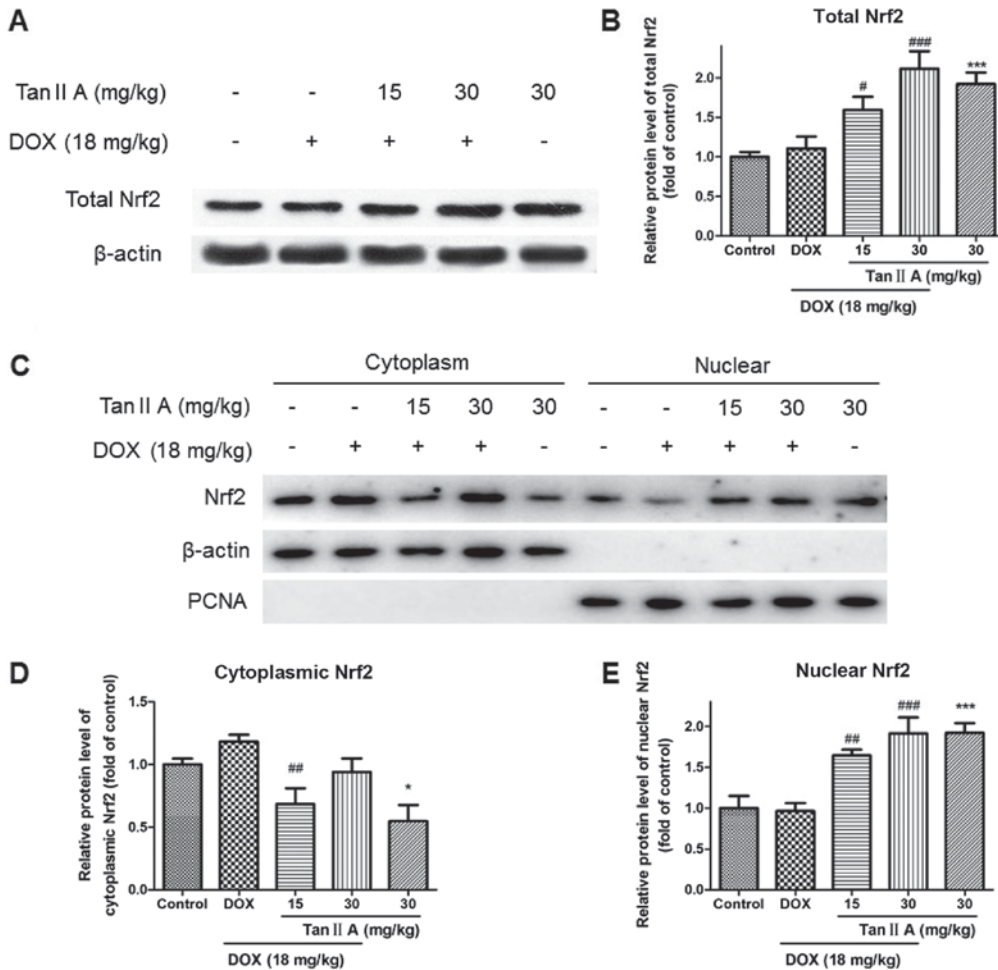 A
Tan II A (mg/kg) - - 15 30 30
DOX (18 mg/kg) - + + + -
Total Nrf2
β-actin
B
Total Nrf2
Relative protein level of total Nrf2
(fold of control)
2.0
1.5
1.0
0.5
0.0
# ### ***
Control DOX 15 30 30
Tan II A (mg/kg)
DOX (18 mg/kg)
C
Cytoplasm Nuclear
Tan II A (mg/kg) - - 15 30 30 - - 15 30 30
DOX (18 mg/kg) - + + + - - + + + -
Nrf2
β-actin
PCNA
D
Cytoplasmic Nrf2
Relative protein level of
cytoplasmic Nrf2 (fold of control)
1.5
1.0
0.5
0.0
## *
Control DOX 15 30 30
Tan II A (mg/kg)
DOX (18 mg/kg)
E
Nuclear Nrf2
Relative protein level of nuclear Nrf2
(fold of control)
2.0
1.5
1.0
0.5
0.0
## ### ***
Control DOX 15 30 30
Tan II A (mg/kg)
DOX (18 mg/kg)